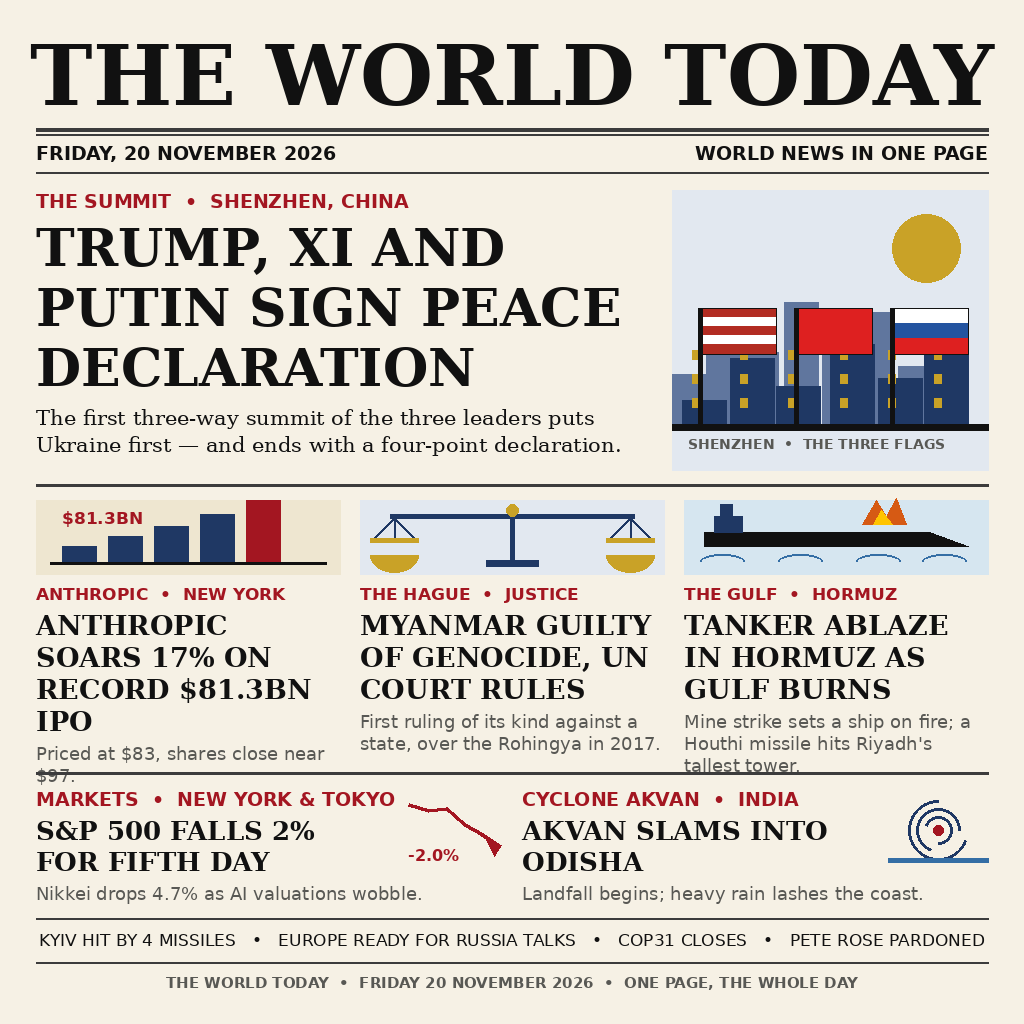 THE WORLD TODAY
FRIDAY, 20 NOVEMBER 2026
WORLD NEWS IN ONE PAGE
THE SUMMIT • SHENZHEN, CHINA
TRUMP, XI AND
PUTIN SIGN PEACE
DECLARATION
The first three-way summit of the three leaders puts
Ukraine first — and ends with a four-point declaration.
SHENZHEN • THE THREE FLAGS
$81.3BN
ANTHROPIC • NEW YORK
ANTHROPIC
SOARS 17% ON
RECORD $81.3BN
IPO
Priced at $83, shares close near
$97.
THE HAGUE • JUSTICE
MYANMAR GUILTY
OF GENOCIDE, UN
COURT RULES
First ruling of its kind against a
state, over the Rohingya in 2017.
THE GULF • HORMUZ
TANKER ABLAZE
IN HORMUZ AS
GULF BURNS
Mine strike sets a ship on fire; a
Houthi missile hits Riyadh's
tallest tower.
MARKETS • NEW YORK & TOKYO
S&P 500 FALLS 2%
FOR FIFTH DAY
-2.0%
Nikkei drops 4.7% as AI valuations wobble.
CYCLONE AKVAN • INDIA
AKVAN SLAMS INTO
ODISHA
Landfall begins; heavy rain lashes the coast.
KYIV HIT BY 4 MISSILES • EUROPE READY FOR RUSSIA TALKS • COP31 CLOSES • PETE ROSE PARDONED
THE WORLD TODAY • FRIDAY 20 NOVEMBER 2026 • ONE PAGE, THE WHOLE DAY